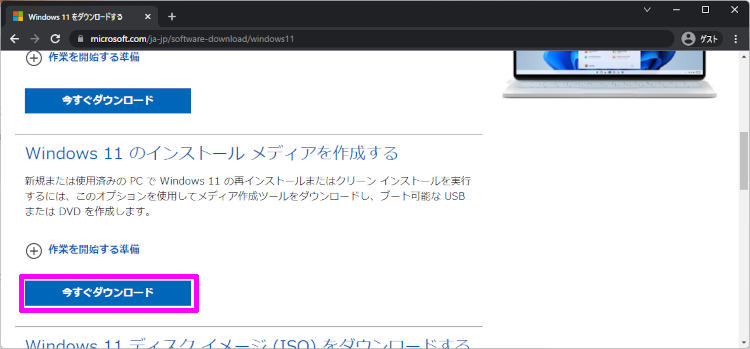 Windows 11 をダウンロードする
microsoft.com/ja-jp/software-download/windows11
ゲスト
作業を開始する準備
今すぐダウンロード
Windows 11 のインストール メディアを作成する
新規または使用済みの PC で Windows 11 の再インストールまたはクリーン インストールを実行
するには、このオプションを使用してメディア作成ツールをダウンロードし、ブート可能な USB
または DVD を作成します。
作業を開始する準備
今すぐダウンロード
Windows 11 ディスク イメージ (ISO) をダウンロードする